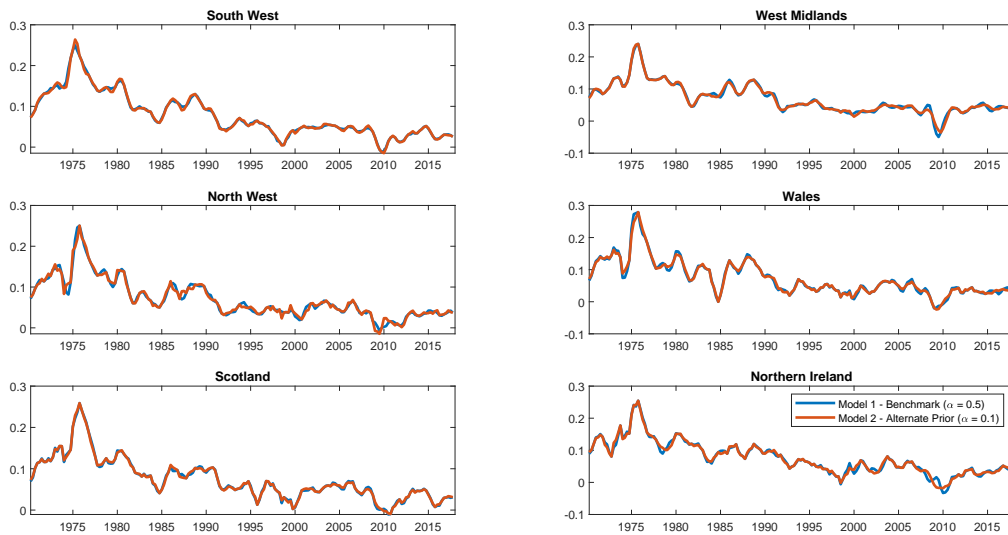 South West
0.3
0.2
0.1
0
1975 1980 1985 1990 1995 2000 2005 2010 2015
West Midlands
0.3
0.2
0.1
0
-0.1
1975 1980 1985 1990 1995 2000 2005 2010 2015
North West
0.3
0.2
0.1
0
1975 1980 1985 1990 1995 2000 2005 2010 2015
Wales
0.3
0.2
0.1
0
-0.1
1975 1980 1985 1990 1995 2000 2005 2010 2015
Scotland
0.3
0.2
0.1
0
1975 1980 1985 1990 1995 2000 2005 2010 2015
Northern Ireland
0.3
0.2
0.1
0
-0.1
Model 1 - Benchmark (α = 0.5)
Model 2 - Alternate Prior (α = 0.1)
1975 1980 1985 1990 1995 2000 2005 2010 2015